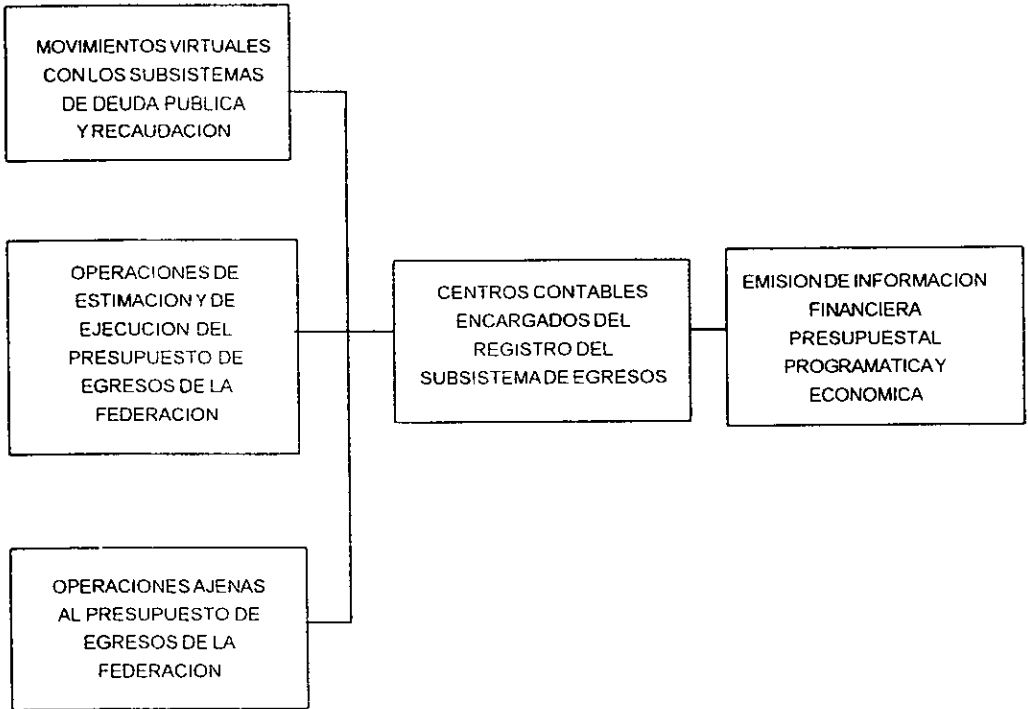 MOVIMIENTOS VIRTUALES
CON LOS SUBSISTEMAS
DE DEUDA PUBLICA
Y RECAUDACION
OPERACIONES DE
ESTIMACION Y DE
EJECUCION DEL
PRESUPUESTO DE
EGRESOS DE LA
FEDERACION
CENTROS CONTABLES
ENCARGADOS DEL
REGISTRO DEL
SUBSISTEMA DE EGRESOS
EMISION DE INFORMACION
FINANCIERA
PRESUPUESTAL
PROGRAMATICA Y
ECONOMICA
OPERACIONES AJENAS
AL PRESUPUESTO DE
EGRESOS DE LA
FEDERACION